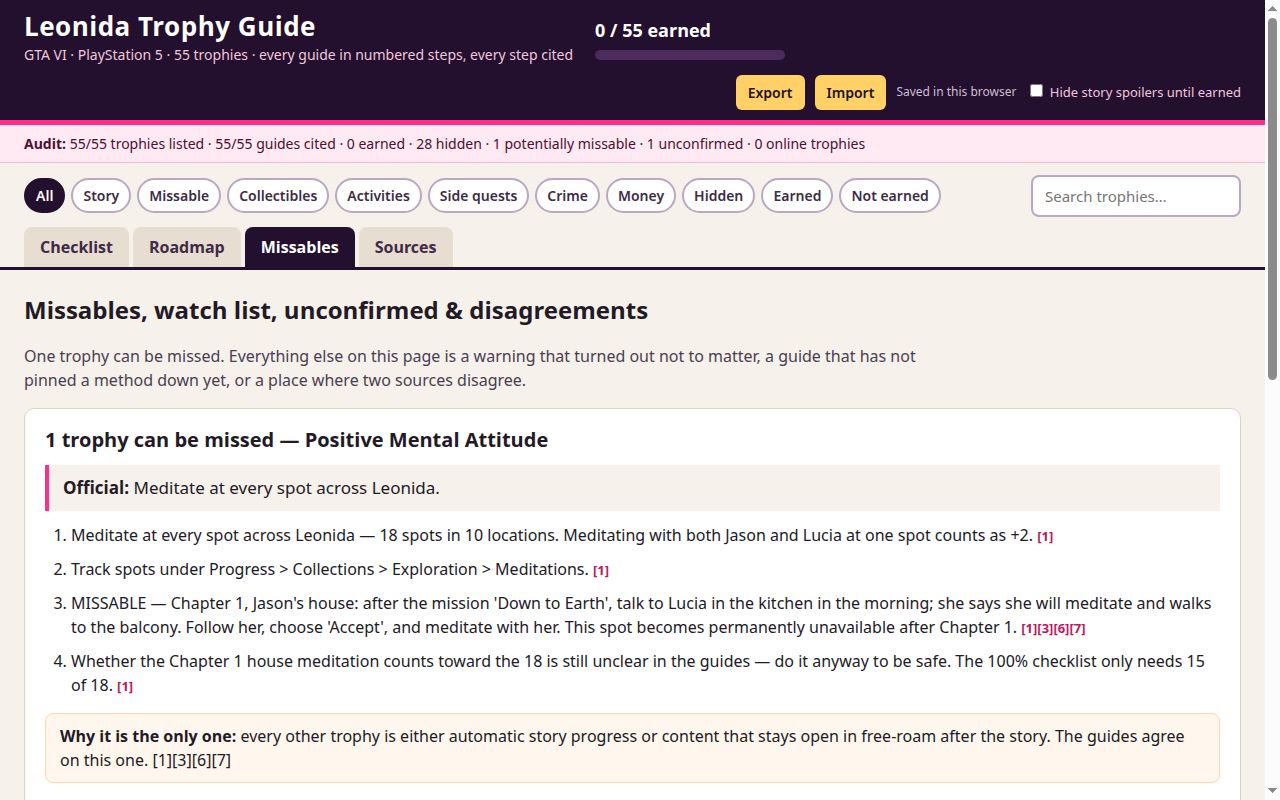 Leonida Trophy Guide
GTA VI · PlayStation 5 · 55 trophies · every guide in numbered steps, every step cited
0 / 55 earned
Export
Import
Saved in this browser
Hide story spoilers until earned
Audit: 55/55 trophies listed · 55/55 guides cited · 0 earned · 28 hidden · 1 potentially missable · 1 unconfirmed · 0 online trophies
All
Story
Missable
Collectibles
Activities
Side quests
Crime
Money
Hidden
Earned
Not earned
Search trophies...
Checklist
Roadmap
Missables
Sources
Missables, watch list, unconfirmed & disagreements
One trophy can be missed. Everything else on this page is a warning that turned out not to matter, a guide that has not
pinned a method down yet, or a place where two sources disagree.
1 trophy can be missed — Positive Mental Attitude
Official: Meditate at every spot across Leonida.
1. Meditate at every spot across Leonida — 18 spots in 10 locations. Meditating with both Jason and Lucia at one spot counts as +2. [1]
2. Track spots under Progress > Collections > Exploration > Meditations. [1]
3. MISSABLE — Chapter 1, Jason's house: after the mission 'Down to Earth', talk to Lucia in the kitchen in the morning; she says she will meditate and walks
to the balcony. Follow her, choose 'Accept', and meditate with her. This spot becomes permanently unavailable after Chapter 1. [1][3][6][7]
4. Whether the Chapter 1 house meditation counts toward the 18 is still unclear in the guides — do it anyway to be safe. The 100% checklist only needs 15
of 18. [1]
Why it is the only one: every other trophy is either automatic story progress or content that stays open in free-roam after the story. The guides agree
on this one. [1][3][6][7]